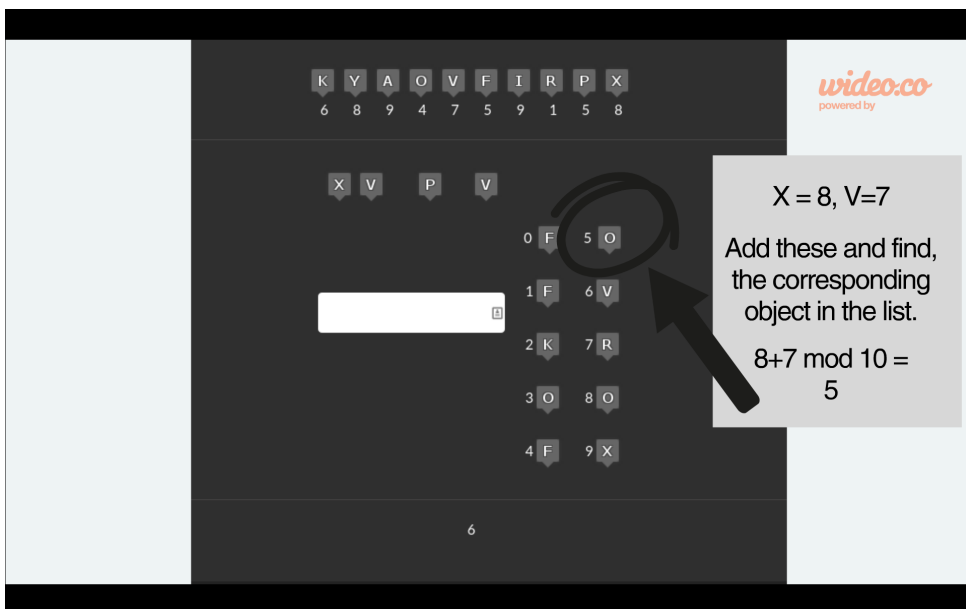 K Y A O V F I R P X
6 8 9 4 7 5 9 1 5 8
wideo.co
powered by
X V P V
0 F 5 O
1 F 6 V
2 K 7 R
3 O 8 O
4 F 9 X
6
X = 8, V=7
Add these and find,
the corresponding
object in the list.
8+7 mod 10 =
5